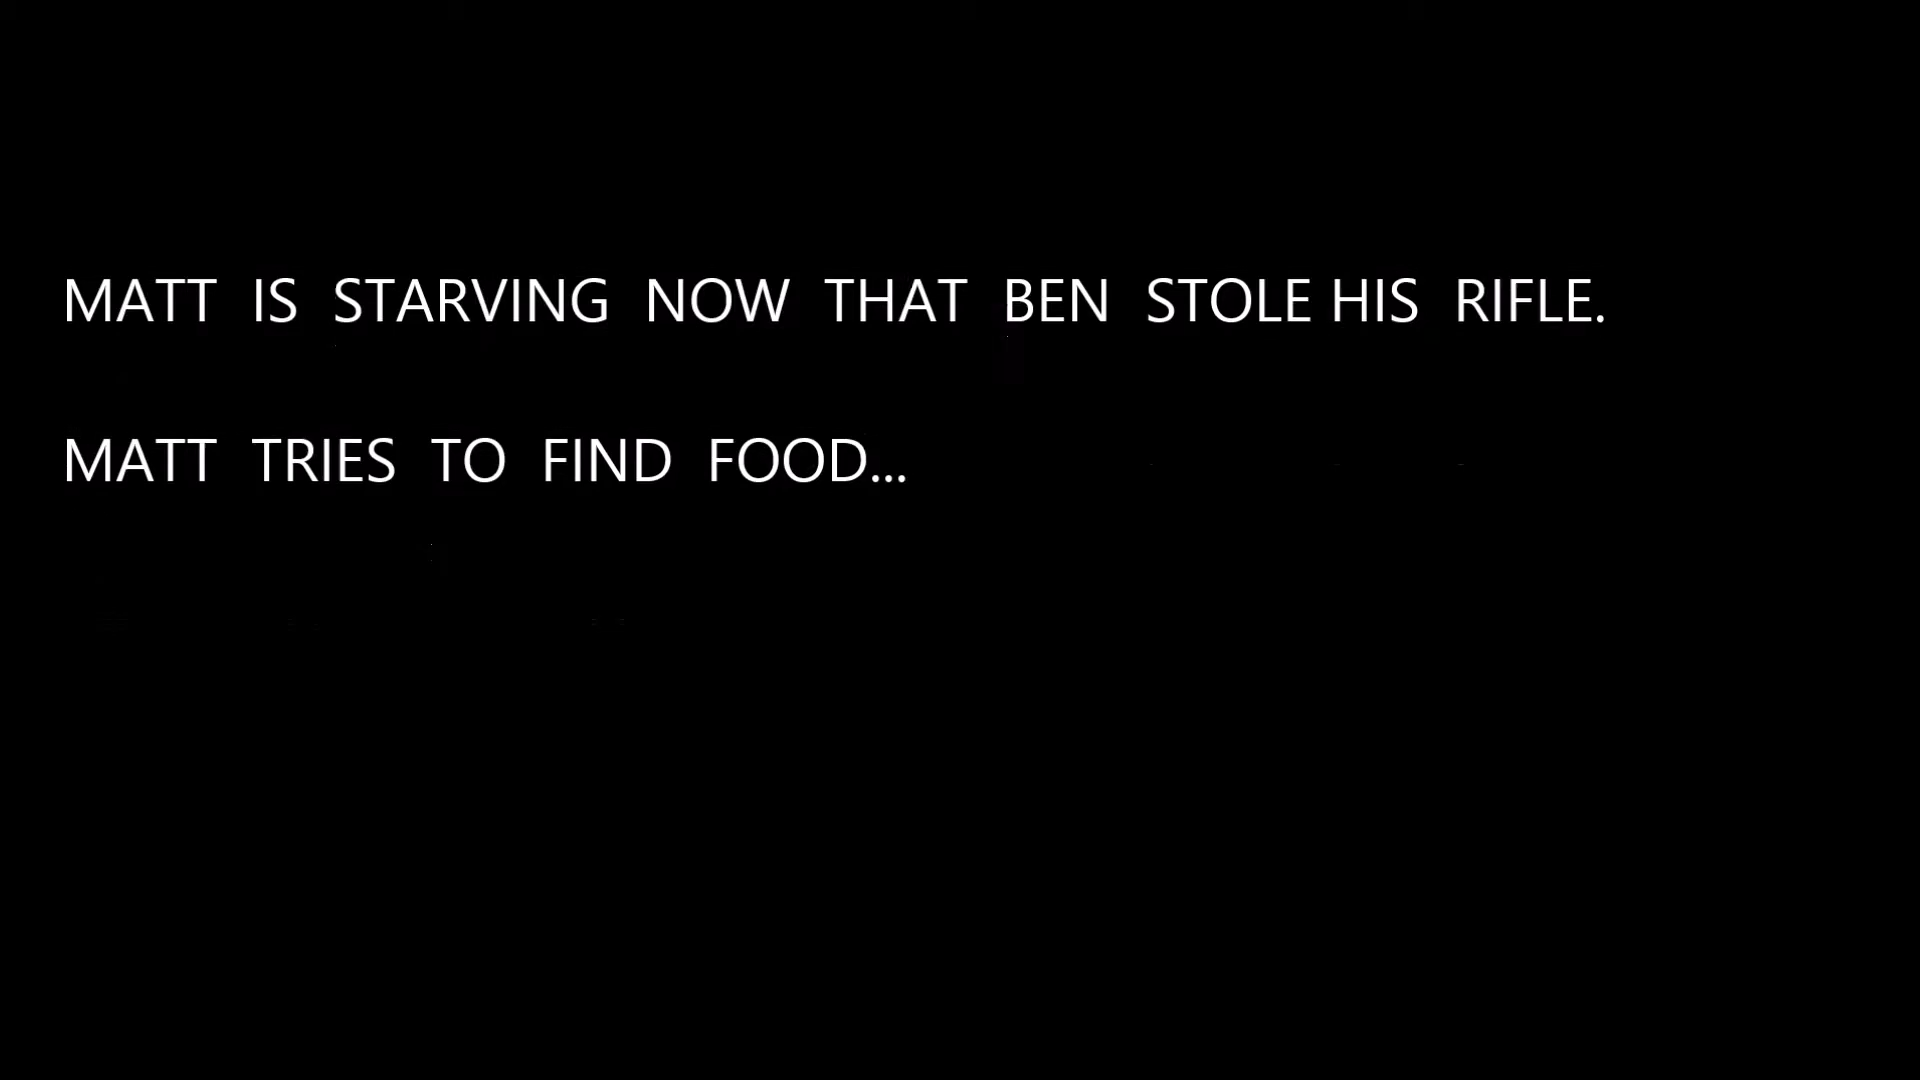 MATT IS STARVING NOW THAT BEN STOLE HIS RIFLE.
MATT TRIES TO FIND FOOD...